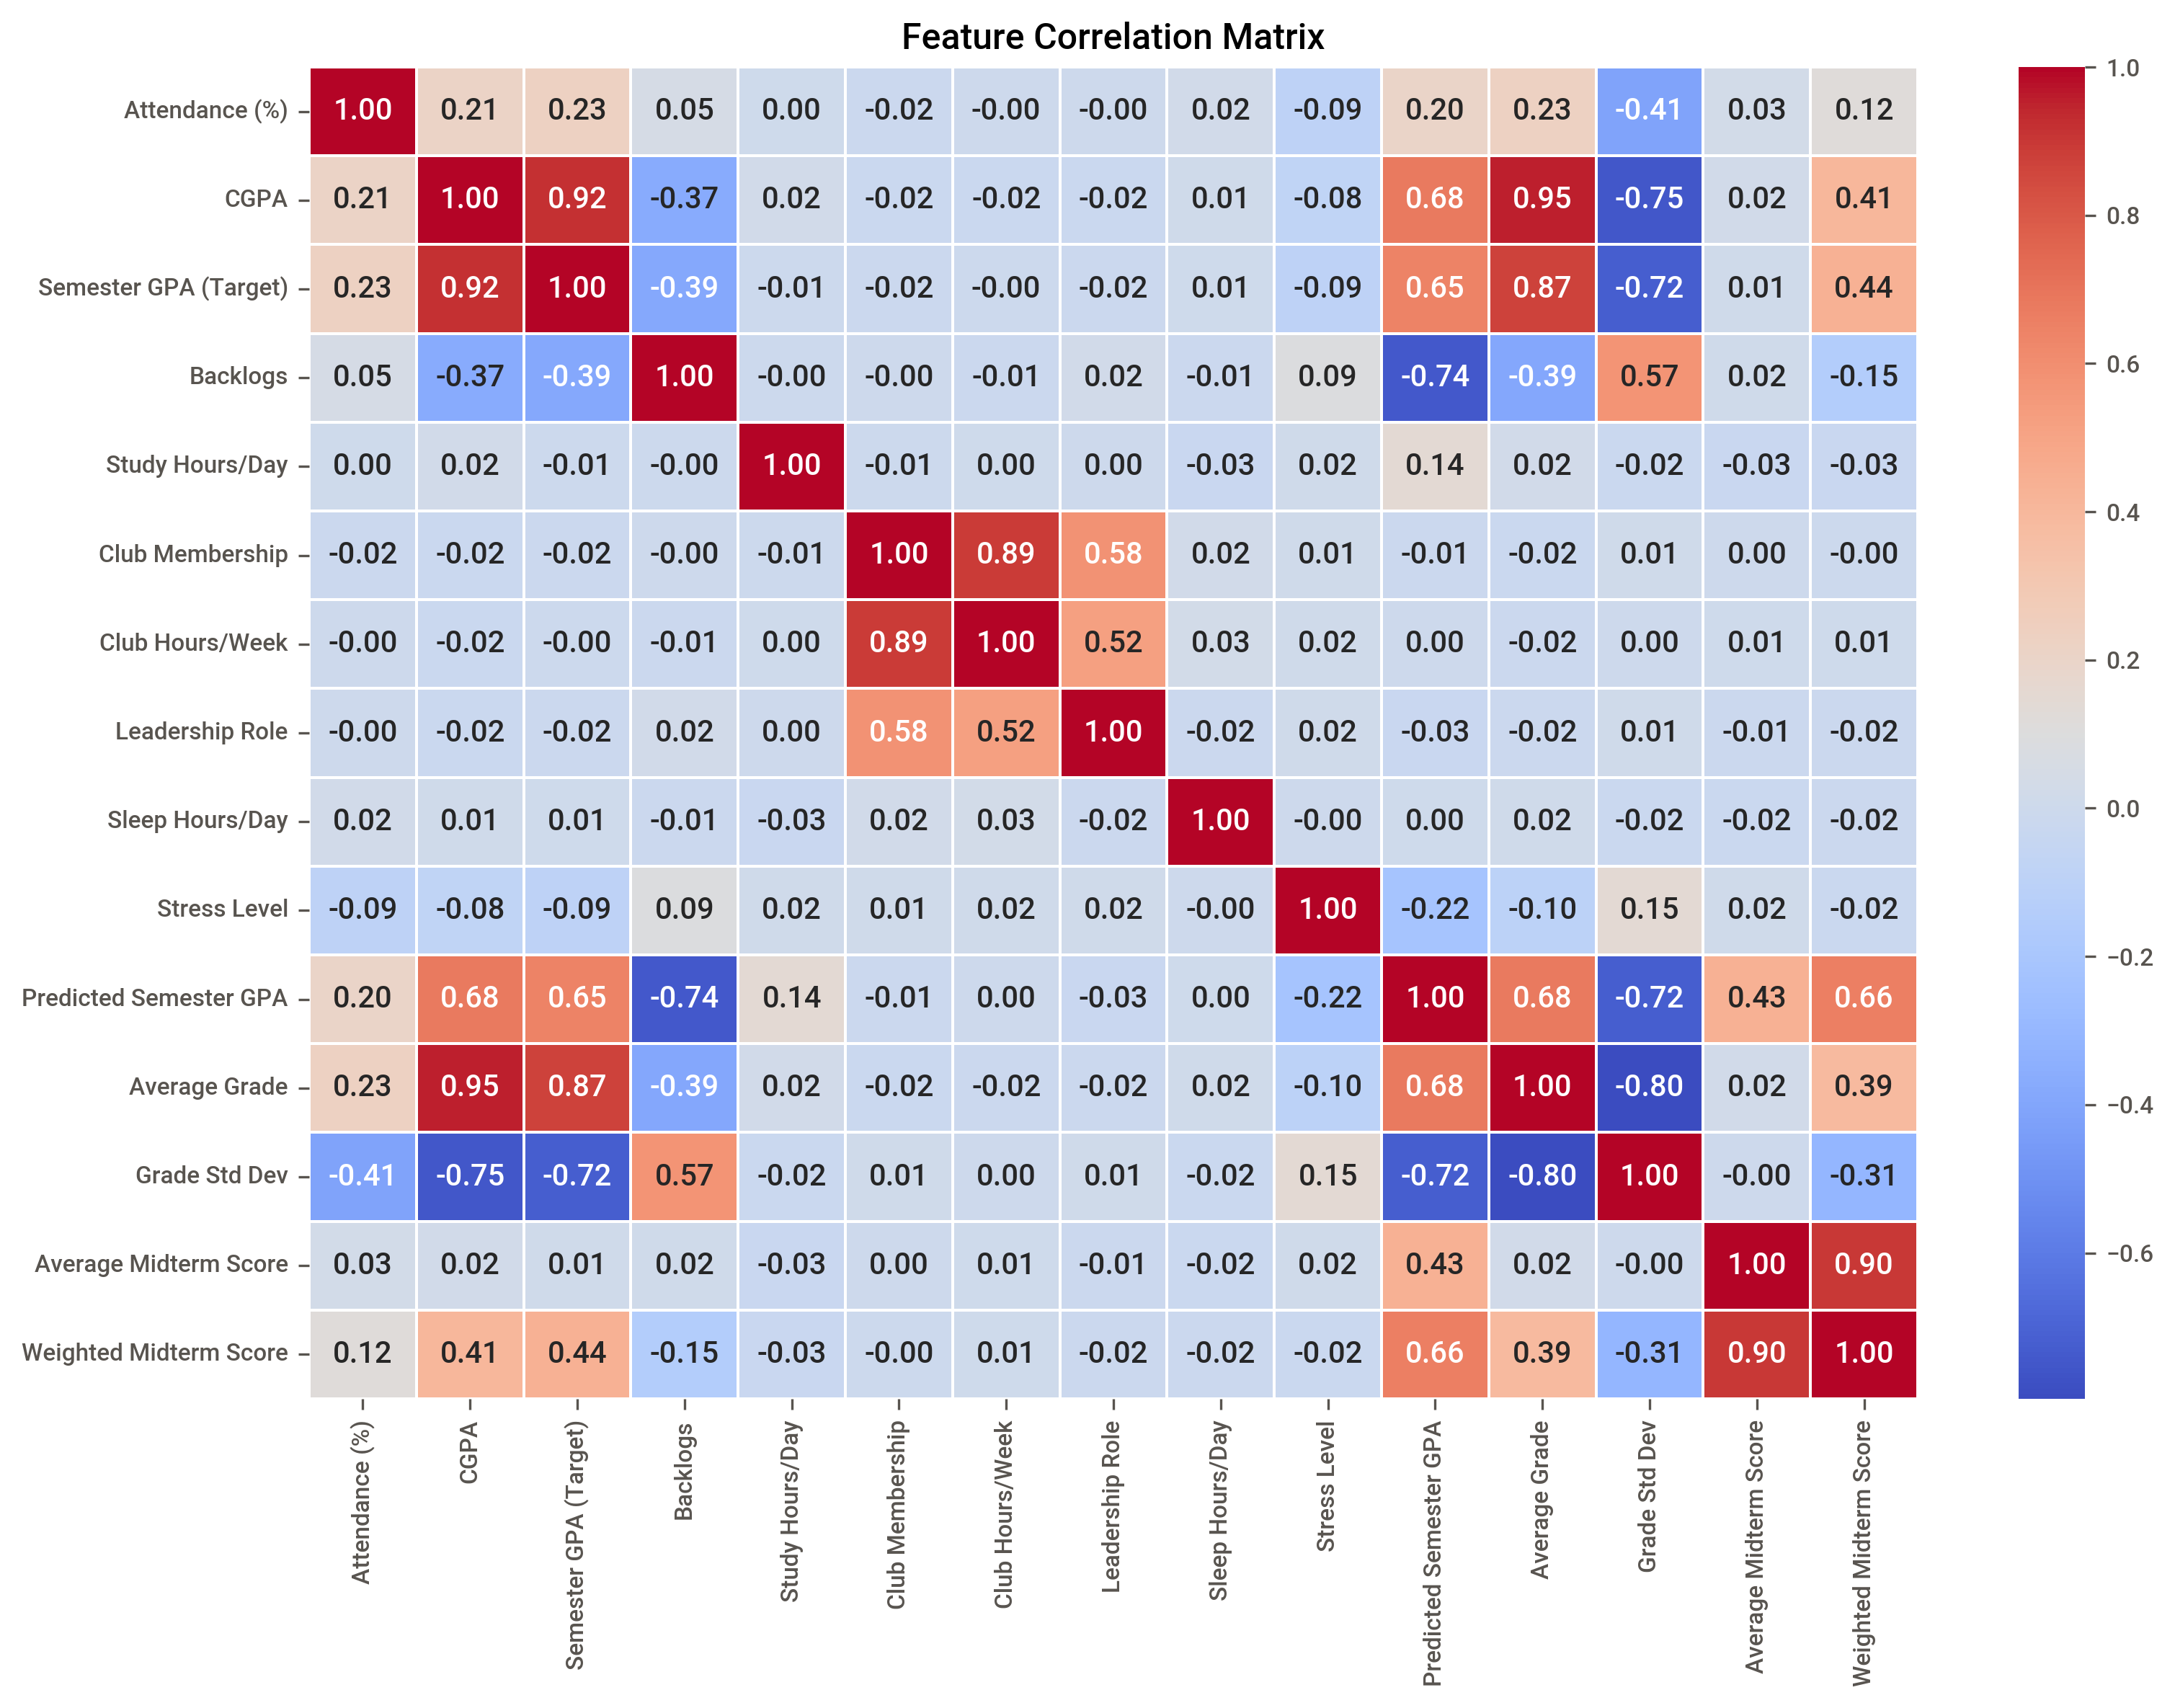 Feature Correlation Matrix
Attendance (%) 1.00 0.21 0.23 0.05 0.00 -0.02 -0.00 -0.00 0.02 -0.09 0.20 0.23 -0.41 0.03 0.12
CGPA 0.21 1.00 0.92 -0.37 0.02 -0.02 -0.02 -0.02 0.01 -0.08 0.68 0.95 -0.75 0.02 0.41
Semester GPA (Target) 0.23 0.92 1.00 -0.39 -0.01 -0.02 -0.00 -0.02 0.01 -0.09 0.65 0.87 -0.72 0.01 0.44
Backlogs 0.05 -0.37 -0.39 1.00 -0.00 -0.00 -0.01 0.02 -0.01 0.09 -0.74 -0.39 0.57 0.02 -0.15
Study Hours/Day 0.00 0.02 -0.01 -0.00 1.00 -0.01 0.00 0.00 -0.03 0.02 0.14 0.02 -0.02 -0.03 -0.03
Club Membership -0.02 -0.02 -0.02 -0.00 -0.01 1.00 0.89 0.58 0.02 0.01 -0.01 -0.02 0.01 0.00 -0.00
Club Hours/Week -0.00 -0.02 -0.00 -0.01 0.00 0.89 1.00 0.52 0.03 0.02 0.00 -0.02 0.00 0.01 0.01
Leadership Role -0.00 -0.02 -0.02 0.02 0.00 0.58 0.52 1.00 -0.02 0.02 -0.03 -0.02 0.01 -0.01 -0.02
Sleep Hours/Day 0.02 0.01 0.01 -0.01 -0.03 0.02 0.03 -0.02 1.00 -0.00 0.00 0.02 -0.02 -0.02 -0.02
Stress Level -0.09 -0.08 -0.09 0.09 0.02 0.01 0.02 0.02 -0.00 1.00 -0.22 -0.10 0.15 0.02 -0.02
Predicted Semester GPA 0.20 0.68 0.65 -0.74 0.14 -0.01 0.00 -0.03 0.00 -0.22 1.00 0.68 -0.72 0.43 0.66
Average Grade 0.23 0.95 0.87 -0.39 0.02 -0.02 -0.02 -0.02 0.02 -0.10 0.68 1.00 -0.80 0.02 0.39
Grade Std Dev -0.41 -0.75 -0.72 0.57 -0.02 0.01 0.00 0.01 -0.02 0.15 -0.72 -0.80 1.00 -0.00 -0.31
Average Midterm Score 0.03 0.02 0.01 0.02 -0.03 0.00 0.01 -0.01 -0.02 0.02 0.43 0.02 -0.00 1.00 0.90
Weighted Midterm Score 0.12 0.41 0.44 -0.15 -0.03 -0.00 0.01 -0.02 -0.02 -0.02 0.66 0.39 -0.31 0.90 1.00
Attendance (%)
CGPA
Semester GPA (Target)
Backlogs
Study Hours/Day
Club Membership
Club Hours/Week
Leadership Role
Sleep Hours/Day
Stress Level
Predicted Semester GPA
Average Grade
Grade Std Dev
Average Midterm Score
Weighted Midterm Score
1.0
0.8
0.6
0.4
0.2
0.0
−0.2
−0.4
−0.6